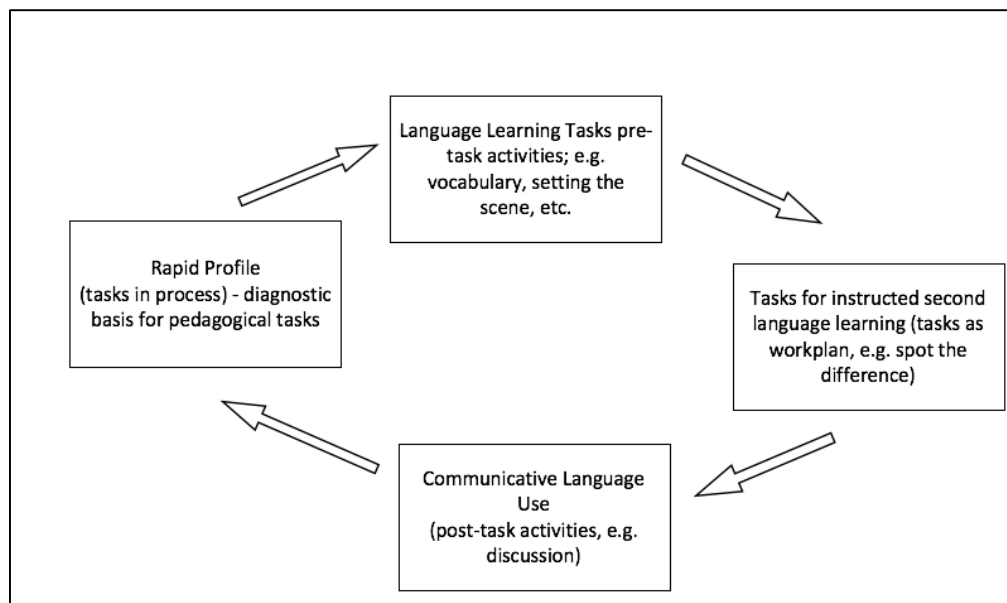 Language Learning Tasks pre-
task activities; e.g.
vocabulary, setting the
scene, etc.
Rapid Profile
(tasks in process) - diagnostic
basis for pedagogical tasks
Tasks for instructed second
language learning (tasks as
workplan, e.g. spot the
difference)
Communicative Language
Use
(post-task activities, e.g.
discussion)